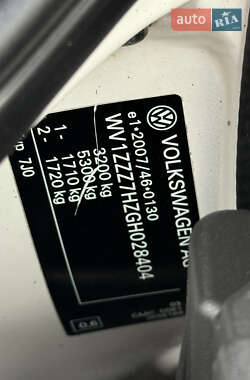 AUTO.RIA
VOLKSWAGEN AG
e1*2007/46*0130
WV1ZZZ7HZGH028404
3200 kg
5300 kg
1- 1710 kg
2- 1720 kg
Typ 7J0
0.6